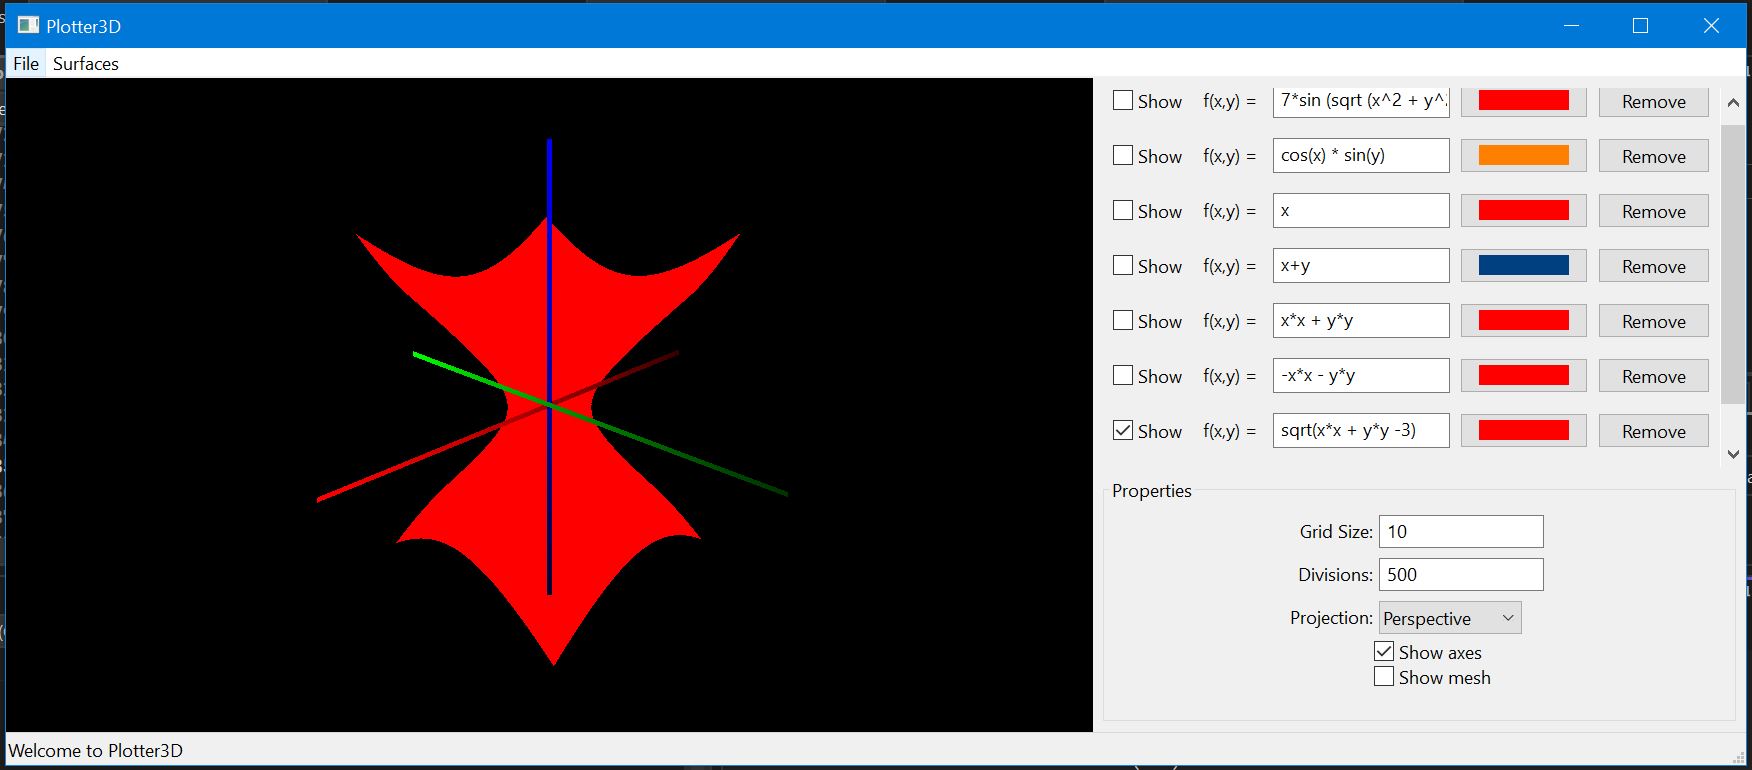 Plotter3D
File Surfaces
Show f(x,y) = 7*sin (sqrt (x^2 + y^ Remove
Show f(x,y) = cos(x) * sin(y) Remove
Show f(x,y) = x Remove
Show f(x,y) = x+y Remove
Show f(x,y) = x*x + y*y Remove
Show f(x,y) = -x*x - y*y Remove
Show f(x,y) = sqrt(x*x + y*y -3) Remove
Properties
Grid Size: 10
Divisions: 500
Projection: Perspective
Show axes
Show mesh
Welcome to Plotter3D